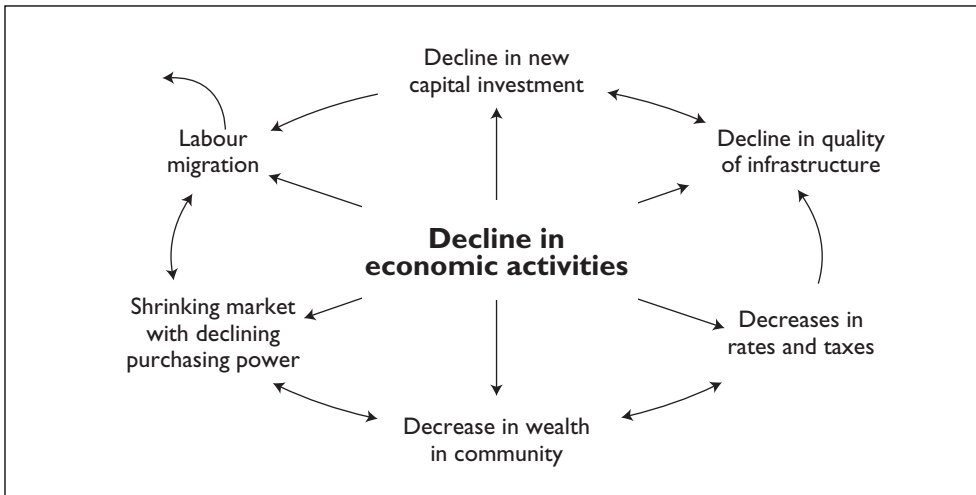 Decline in new
capital investment
Labour
migration
Decline in quality
of infrastructure
Decline in
economic activities
Shrinking market
with declining
purchasing power
Decreases in
rates and taxes
Decrease in wealth
in community